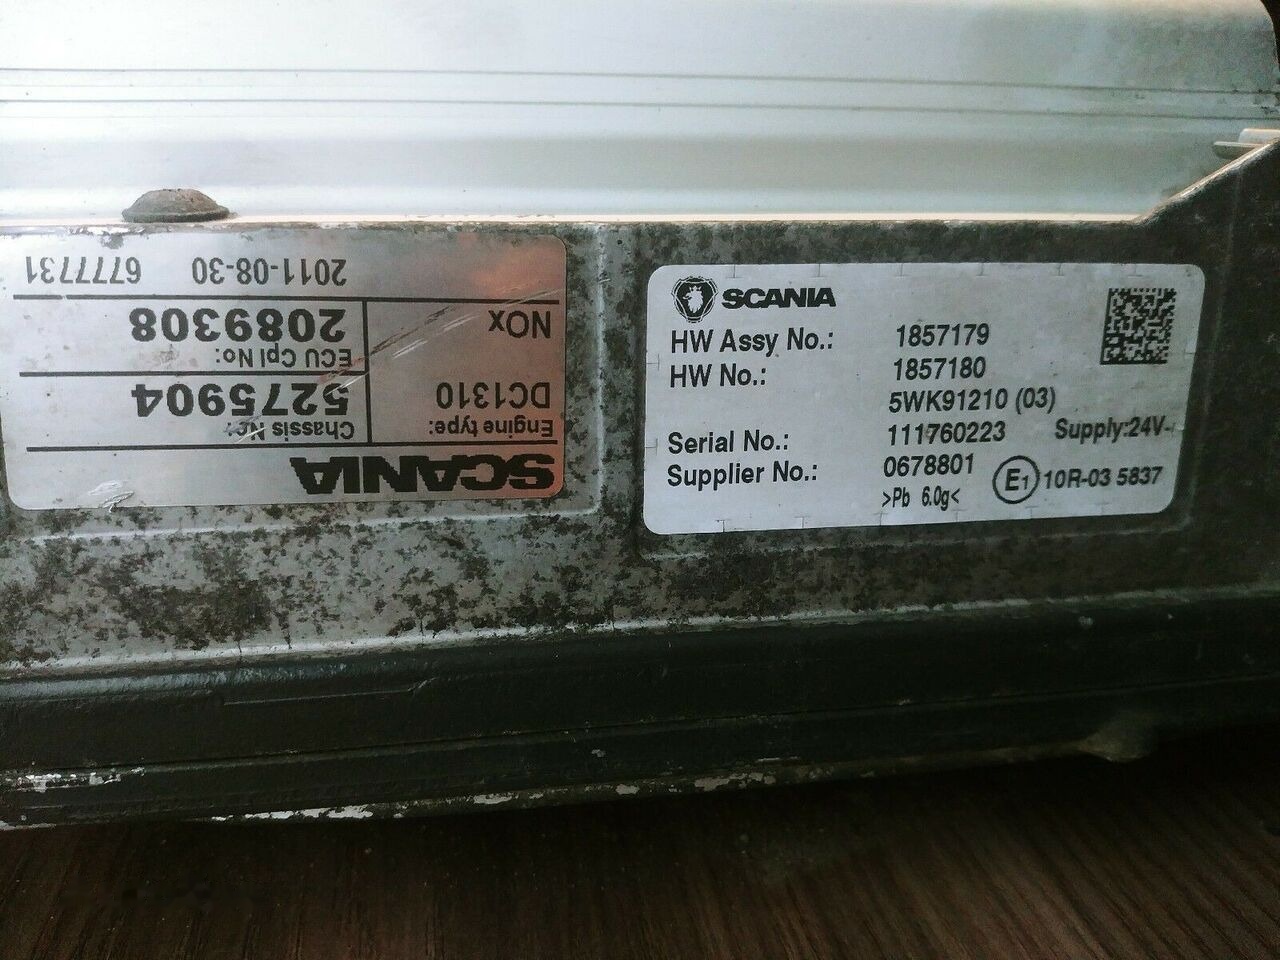 SCANIA
Engine type: Chassis Nr:
DC1310 5275904
ECU Cpl No:
NOx 2089308
2011-08-30 6777731
SCANIA
HW Assy No.: 1857179
HW No.: 1857180
5WK91210 (03)
Serial No.: 111760223 Supply:24V
Supplier No.: 0678801
>Pb 6.0g< E1 10R-03 5837